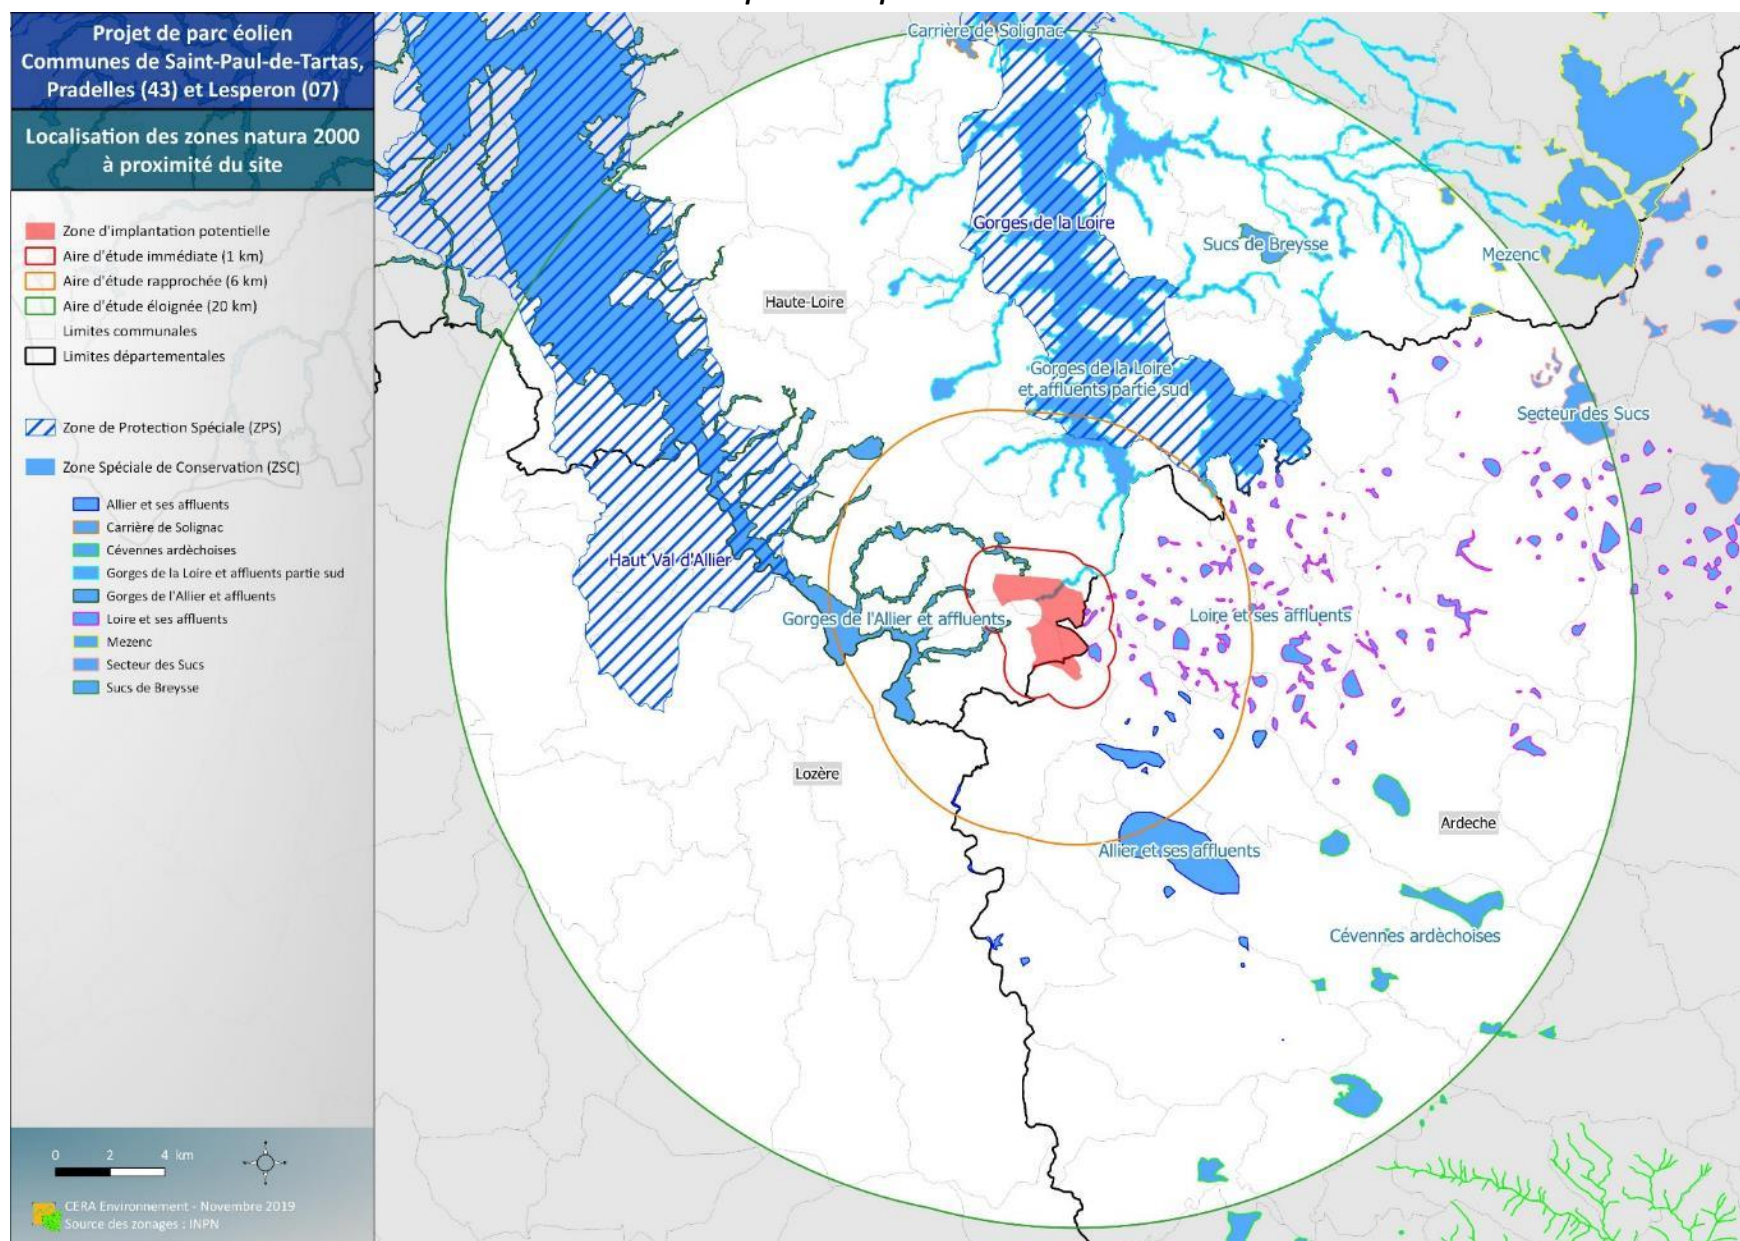 Projet de parc éolien
Communes de Saint-Paul-de-Tartas,
Pradelles (43) et Lesperon (07)
Localisation des zones natura 2000
à proximité du site
Zone d'implantation potentielle
Aire d'étude immédiate (1 km)
Aire d'étude rapprochée (6 km)
Aire d'étude éloignée (20 km)
Limites communales
Limites départementales
Zone de Protection Spéciale (ZPS)
Zone Spéciale de Conservation (ZSC)
Allier et ses affluents
Carrière de Solignac
Cévennes ardèchoises
Gorges de la Loire et affluents partie sud
Gorges de l'Allier et affluents
Loire et ses affluents
Mezenc
Secteur des Sucs
Sucs de Breysse
0 2 4 km
CERA Environnement - Novembre 2019
Source des zonages : INPN
Carrière de Solignac
Gorges de la Loire
Sucs de Breysse
Mezenc
Haute-Loire
Gorges de la Loire
et affluents partie sud
Secteur des Sucs
Haut Val d'Allier
Gorges de l'Allier et affluents
Loire et ses affluents
Lozère
Ardeche
Allier et ses affluents
Cévennes ardèchoises